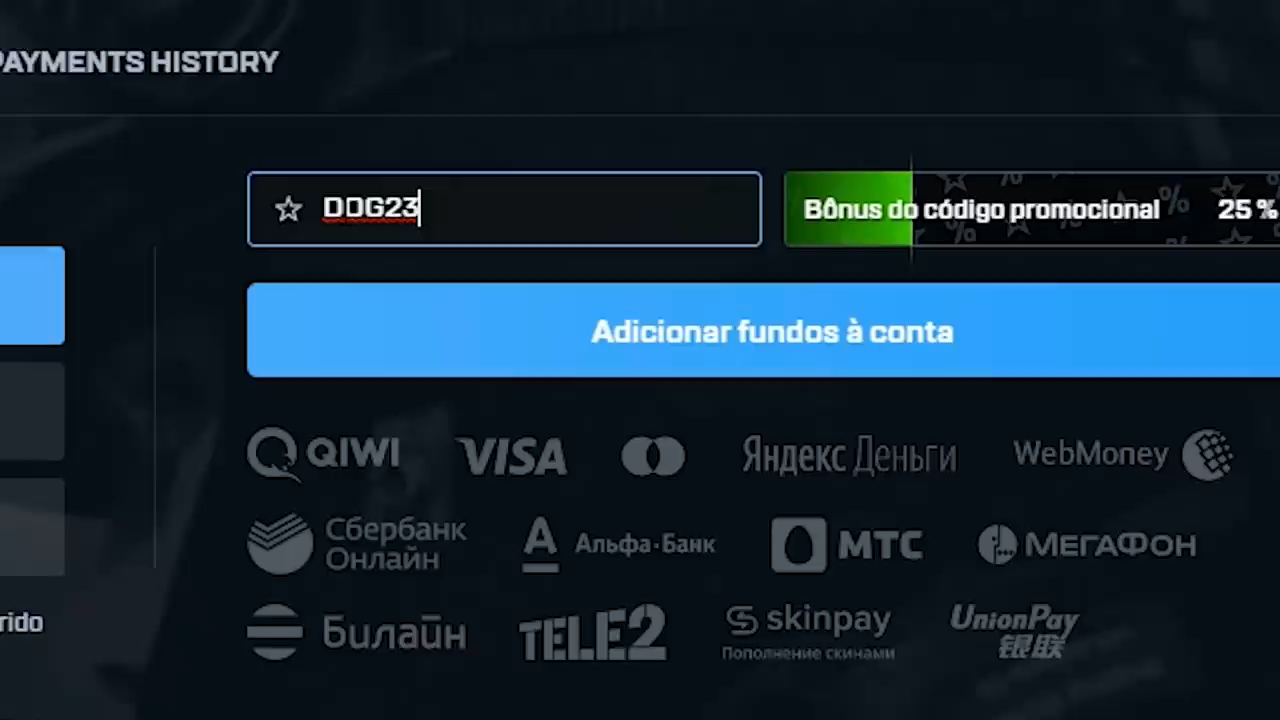 PAYMENTS HISTORY
DDG23
Bônus do código promocional 25 %
Adicionar fundos à conta
QIWI VISA Яндекс Деньги WebMoney
Сбербанк Онлайн
А Альфа·Банк МТС МЕГАФОН
rido
Билайн TELE2 skinpay
Пополнение скинами
UnionPay
银联